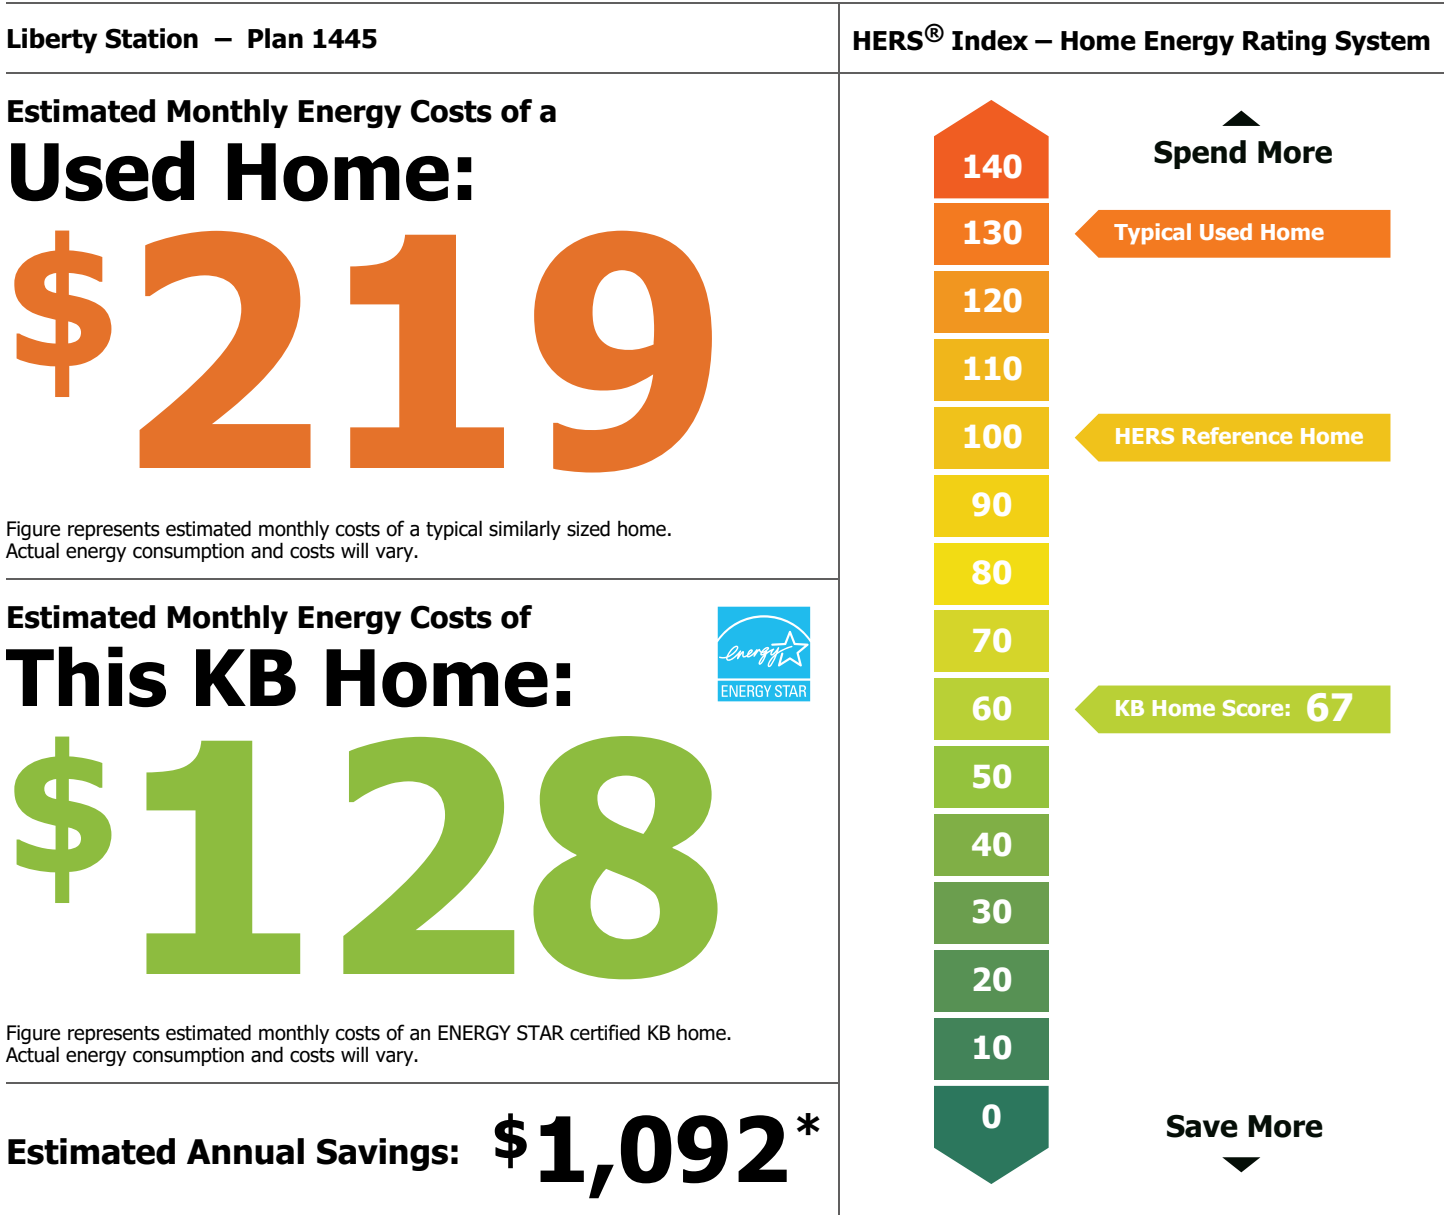 Liberty Station – Plan 1445
Estimated Monthly Energy Costs of a
Used Home:
$219
Figure represents estimated monthly costs of a typical similarly sized home.
Actual energy consumption and costs will vary.
Estimated Monthly Energy Costs of
This KB Home:
energy
ENERGY STAR
$128
Figure represents estimated monthly costs of an ENERGY STAR certified KB home.
Actual energy consumption and costs will vary.
Estimated Annual Savings: $1,092*
HERS® Index – Home Energy Rating System
Spend More
140
130 Typical Used Home
120
110
100 HERS Reference Home
90
80
70
60 KB Home Score: 67
50
40
30
20
10
0
Save More